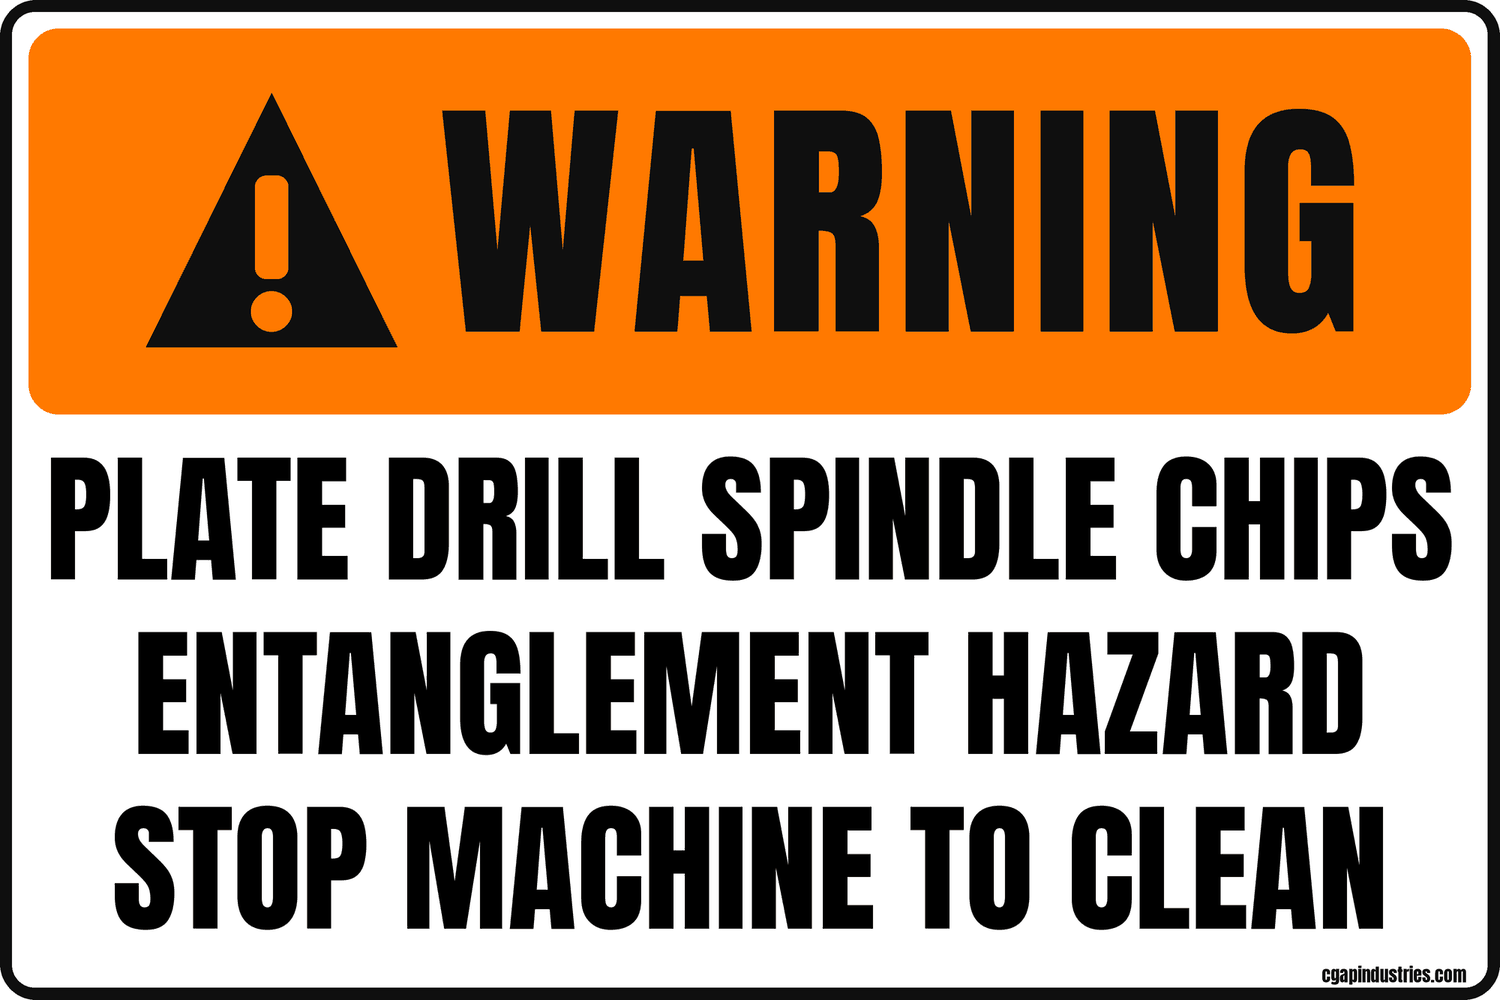 WARNING
PLATE DRILL SPINDLE CHIPS
ENTANGLEMENT HAZARD
STOP MACHINE TO CLEAN
cgapindustries.com